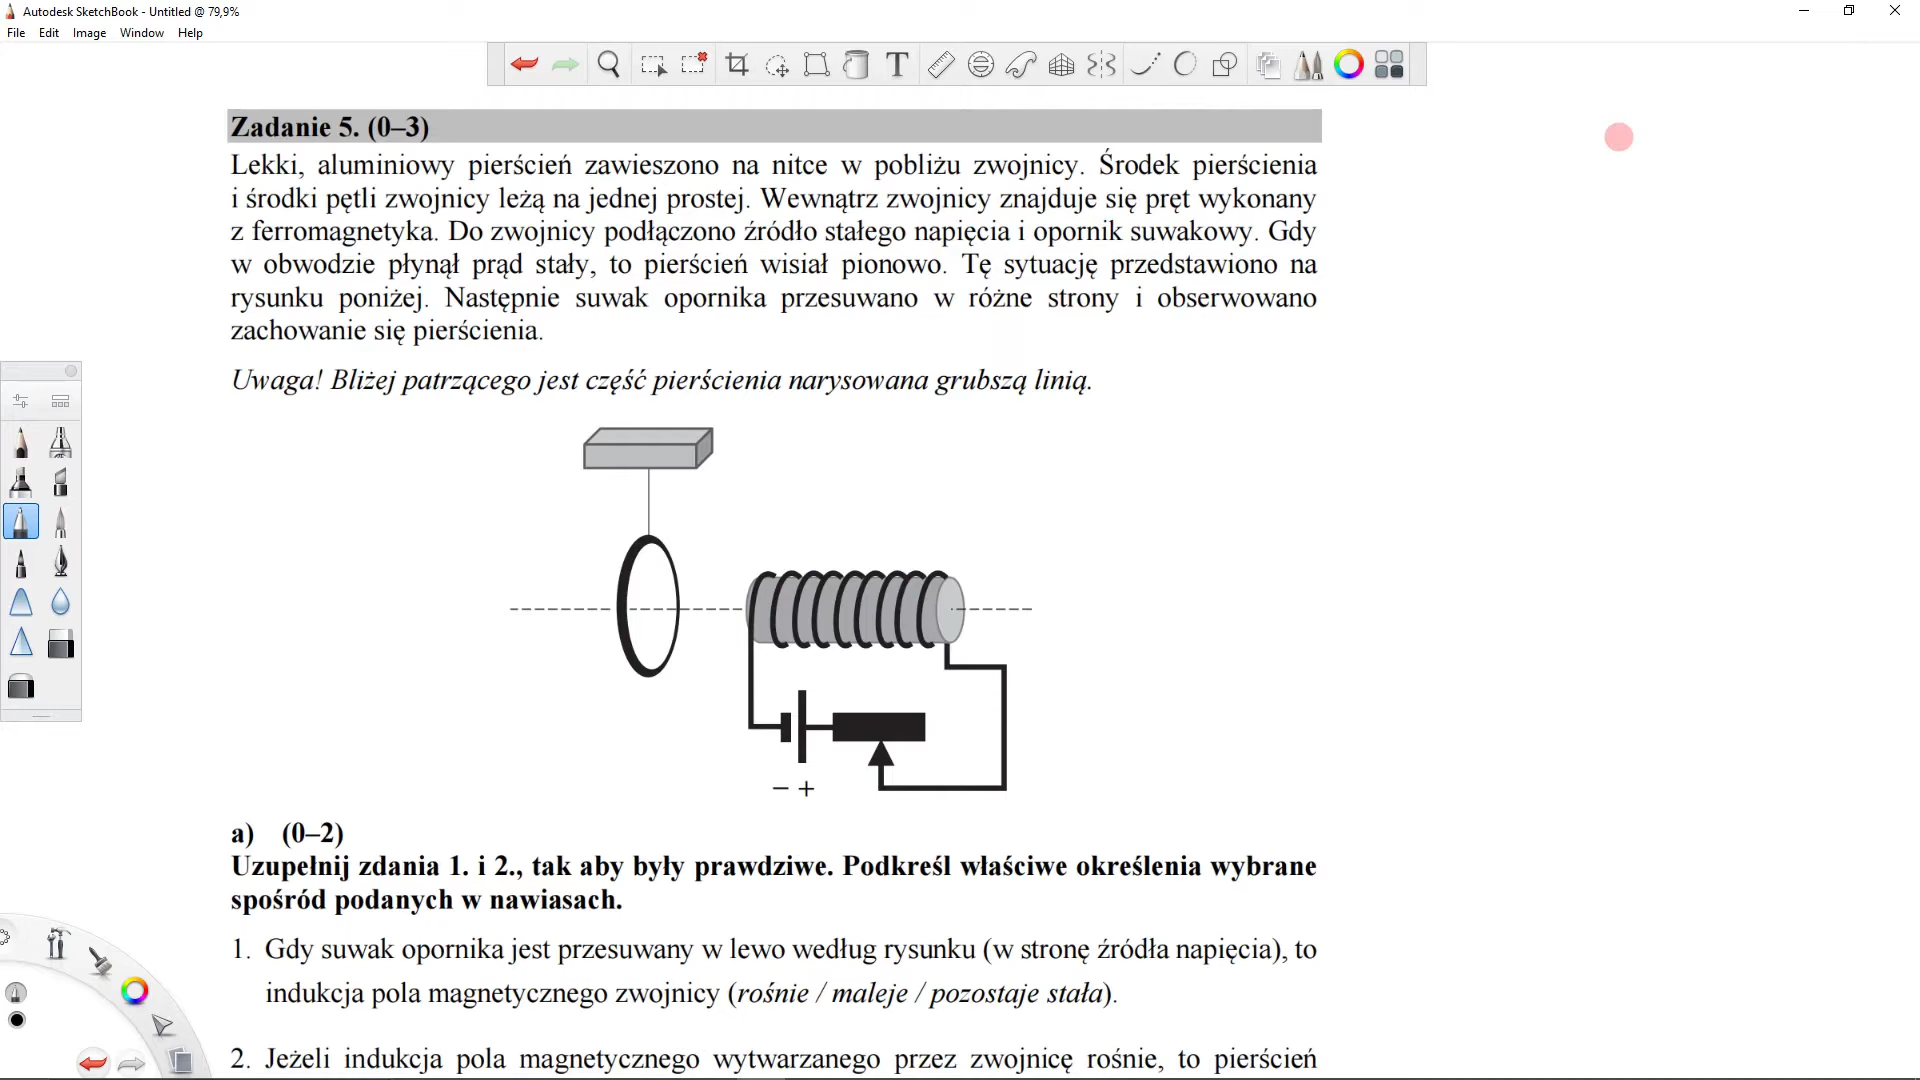 Autodesk SketchBook - Untitled @ 79,9%
File Edit Image Window Help
T
Zadanie 5. (0–3)
Lekki, aluminiowy pierścień zawieszono na nitce w pobliżu zwojnicy. Środek pierścienia
i środki pętli zwojnicy leżą na jednej prostej. Wewnątrz zwojnicy znajduje się pręt wykonany
z ferromagnetyka. Do zwojnicy podłączono źródło stałego napięcia i opornik suwakowy. Gdy
w obwodzie płynął prąd stały, to pierścień wisiał pionowo. Tę sytuację przedstawiono na
rysunku poniżej. Następnie suwak opornika przesuwano w różne strony i obserwowano
zachowanie się pierścienia.
Uwaga! Bliżej patrzącego jest część pierścienia narysowana grubszą linią.
− +
a) (0–2)
Uzupełnij zdania 1. i 2., tak aby były prawdziwe. Podkreśl właściwe określenia wybrane
spośród podanych w nawiasach.
1. Gdy suwak opornika jest przesuwany w lewo według rysunku (w stronę źródła napięcia), to
indukcja pola magnetycznego zwojnicy (rośnie / maleje / pozostaje stała).
2. Jeżeli indukcja pola magnetycznego wytwarzanego przez zwojnicę rośnie, to pierścień